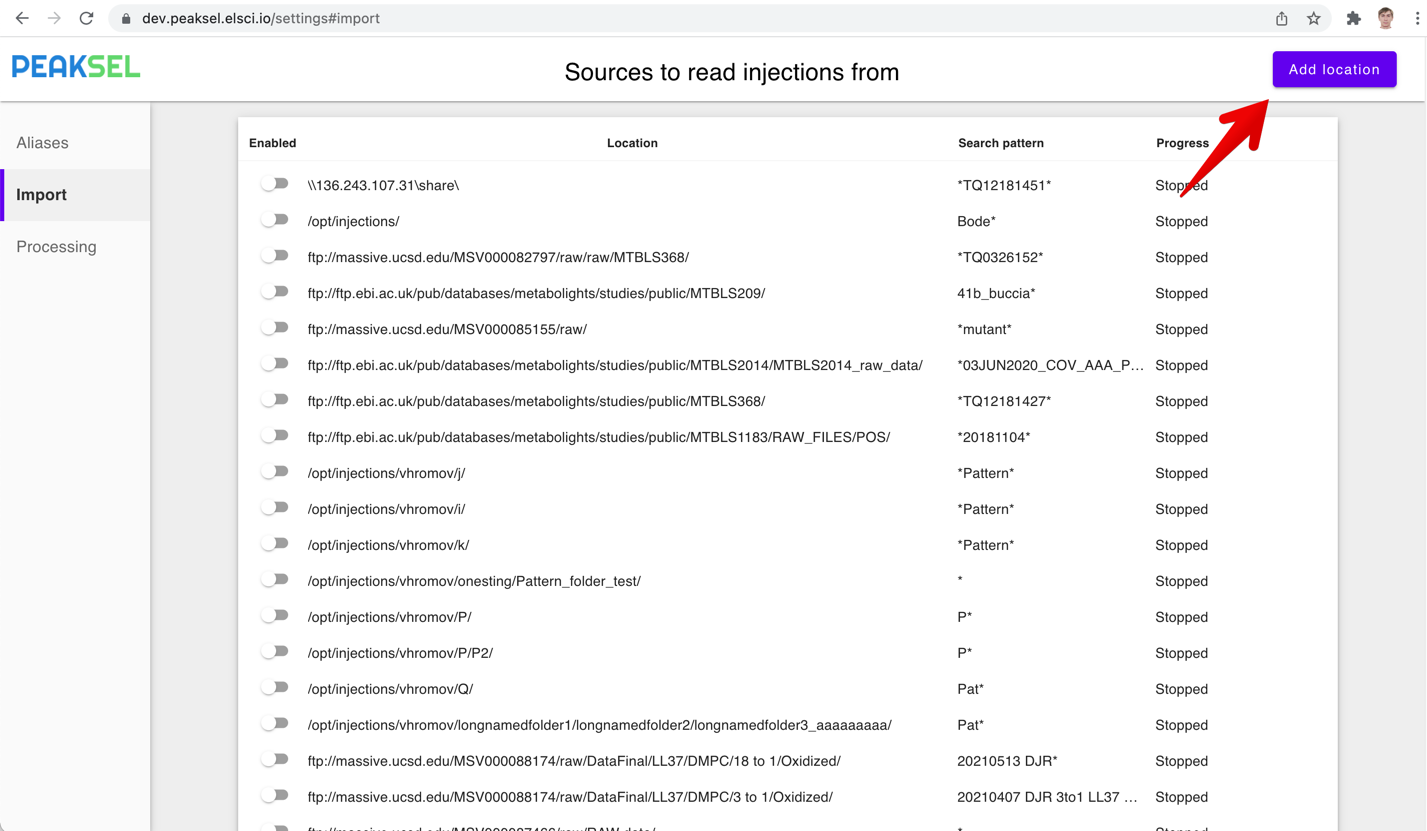 dev.peaksel.elsci.io/settings#import
PEAKSEL
Sources to read injections from
Add location
Aliases
Import
Processing
Enabled Location Search pattern Progress
\\136.243.107.31\share\ *TQ12181451* Stopped
/opt/injections/ Bode* Stopped
ftp://massive.ucsd.edu/MSV000082797/raw/raw/MTBLS368/ *TQ0326152* Stopped
ftp://ftp.ebi.ac.uk/pub/databases/metabolights/studies/public/MTBLS209/ 41b_buccia* Stopped
ftp://massive.ucsd.edu/MSV000085155/raw/ *mutant* Stopped
ftp://ftp.ebi.ac.uk/pub/databases/metabolights/studies/public/MTBLS2014/MTBLS2014_raw_data/ *03JUN2020_COV_AAA_P... Stopped
ftp://ftp.ebi.ac.uk/pub/databases/metabolights/studies/public/MTBLS368/ *TQ12181427* Stopped
ftp://ftp.ebi.ac.uk/pub/databases/metabolights/studies/public/MTBLS1183/RAW_FILES/POS/ *20181104* Stopped
/opt/injections/vhromov/j/ *Pattern* Stopped
/opt/injections/vhromov/i/ *Pattern* Stopped
/opt/injections/vhromov/k/ *Pattern* Stopped
/opt/injections/vhromov/onesting/Pattern_folder_test/ * Stopped
/opt/injections/vhromov/P/ P* Stopped
/opt/injections/vhromov/P/P2/ P* Stopped
/opt/injections/vhromov/Q/ Pat* Stopped
/opt/injections/vhromov/longnamedfolder1/longnamedfolder2/longnamedfolder3_aaaaaaaaa/ Pat* Stopped
ftp://massive.ucsd.edu/MSV000088174/raw/DataFinal/LL37/DMPC/18 to 1/Oxidized/ 20210513 DJR* Stopped
ftp://massive.ucsd.edu/MSV000088174/raw/DataFinal/LL37/DMPC/3 to 1/Oxidized/ 20210407 DJR 3to1 LL37 ... Stopped